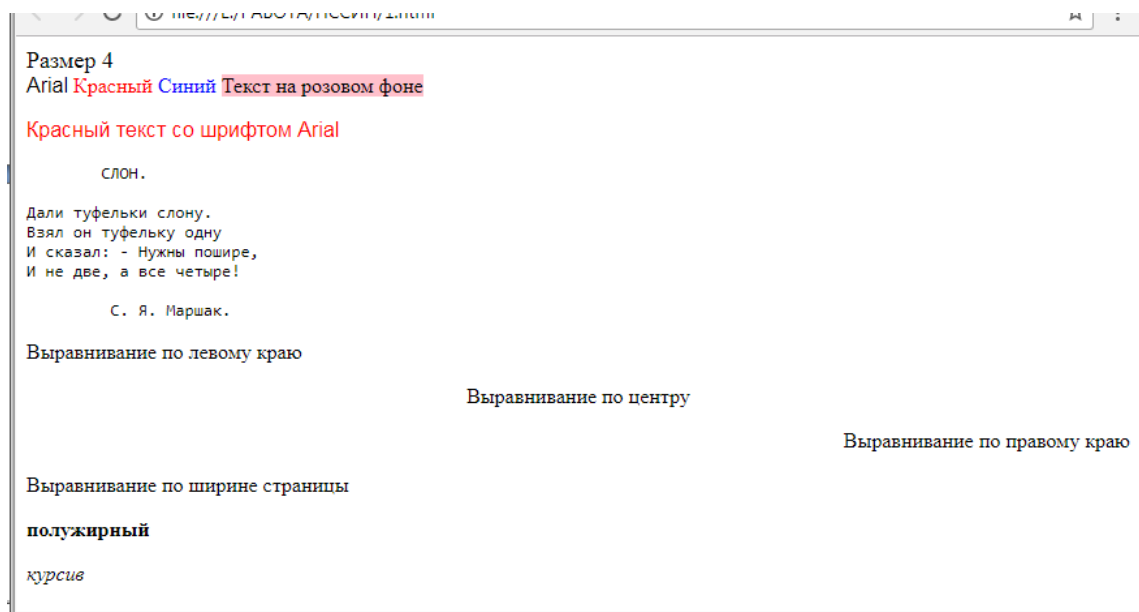 Размер 4
Arial Красный Синий Текст на розовом фоне
Красный текст со шрифтом Arial
СЛОН.
Дали туфельки слону.
Взял он туфельку одну
И сказал: - Нужны пошире,
И не две, а все четыре!
С. Я. Маршак.
Выравнивание по левому краю
Выравнивание по центру
Выравнивание по правому краю
Выравнивание по ширине страницы
полужирный
курсив